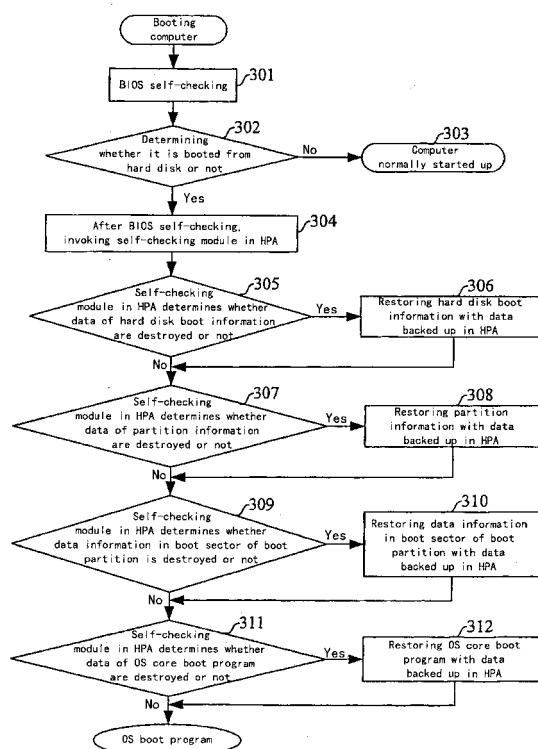 Booting
computer
301
BIOS self-checking
302
Determining
whether it is booted from
hard disk or not
No
303
Computer
normally started up
Yes
304
After BIOS self-checking,
invoking self-checking module in HPA
305
Self-checking
module in HPA determines whether
data of hard disk boot information
are destroyed or not
Yes
306
Restoring hard disk boot
information with data
backed up in HPA
No
307
Self-checking
module in HPA determines whether
data of partition information
are destroyed or not
Yes
308
Restoring partition
information with data
backed up in HPA
No
309
Self-checking
module in HPA determines whether
data information in boot sector of boot
partition is destroyed or not
Yes
310
Restoring data information
in boot sector of boot
partition with data
backed up in HPA
No
311
Self-checking
module in HPA determines whether
data of OS core boot program
are destroyed or not
Yes
312
Restoring OS core boot
program with data
backed up in HPA
No
OS boot program